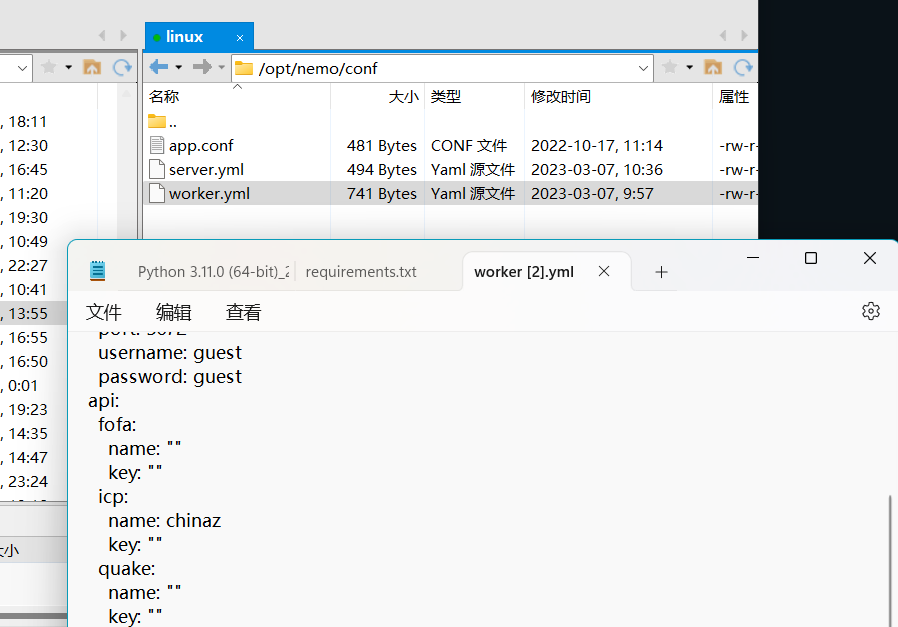 linux
/opt/nemo/conf
名称 大小 类型 修改时间 属性
..
, 18:11
app.conf 481 Bytes CONF 文件 2022-10-17, 11:14 -rw-r-
, 12:30
server.yml 494 Bytes Yaml 源文件 2023-03-07, 10:36 -rw-r-
, 16:45
worker.yml 741 Bytes Yaml 源文件 2023-03-07, 9:57 -rw-r-
, 11:20
, 19:30
, 10:49
, 22:27
, 10:41
, 13:55
, 16:55
, 16:50
, 0:01
, 19:23
, 14:35
, 14:47
, 23:24
大小
Python 3.11.0 (64-bit)_2 requirements.txt worker [2].yml
文件 编辑 查看
port: 5672
username: guest
password: guest
api:
fofa:
name: ""
key: ""
icp:
name: chinaz
key: ""
quake:
name: ""
key: ""